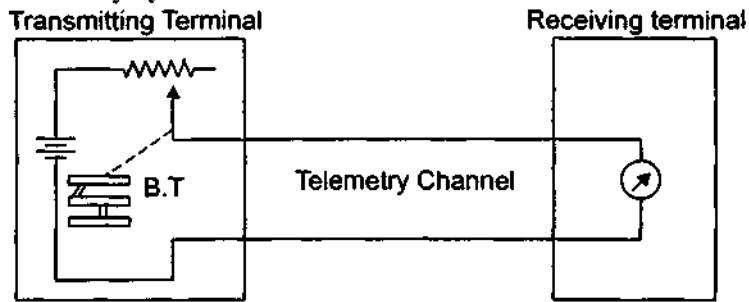 Transmitting Terminal
Receiving terminal
B.T
Telemetry Channel